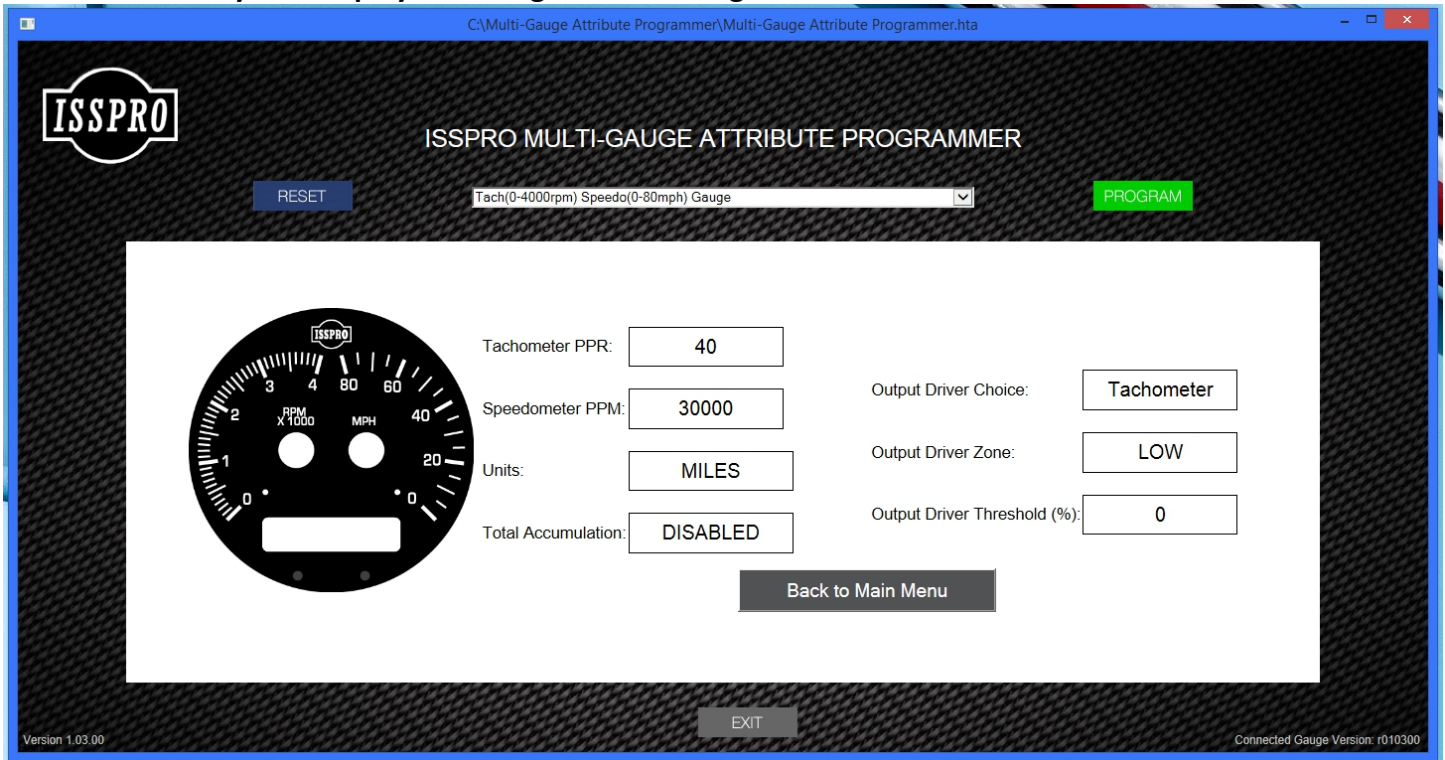 C:\Multi-Gauge Attribute Programmer\Multi-Gauge Attribute Programmer.hta
ISSPRO
ISSPRO MULTI-GAUGE ATTRIBUTE PROGRAMMER
RESET
Tach(0-4000rpm) Speedo(0-80mph) Gauge
PROGRAM
ISSPRO
3 4 80 60
2 RPM X1000 MPH 40
1 20
0 0
Tachometer PPR: 40
Speedometer PPM: 30000
Units: MILES
Total Accumulation: DISABLED
Output Driver Choice: Tachometer
Output Driver Zone: LOW
Output Driver Threshold (%): 0
Back to Main Menu
EXIT
Version 1.03.00
Connected Gauge Version: r010300